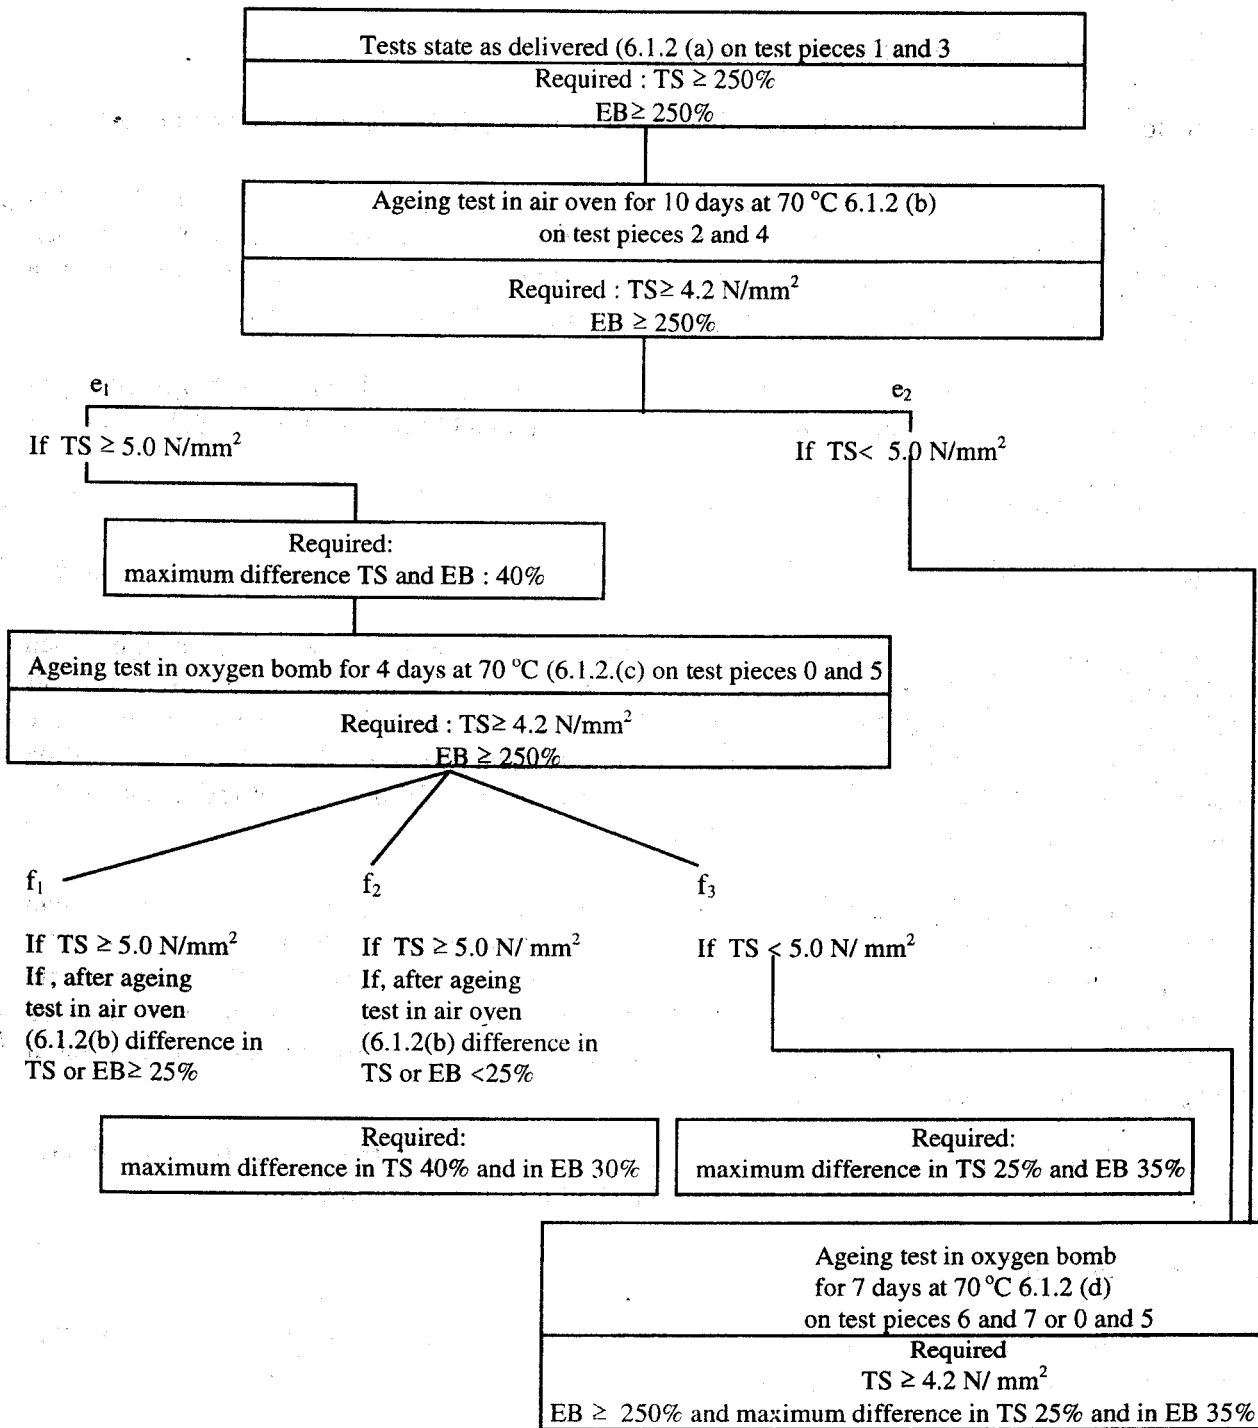 Tests state as delivered (6.1.2 (a) on test pieces 1 and 3
Required : TS ≥ 250%
EB≥ 250%
Ageing test in air oven for 10 days at 70 °C 6.1.2 (b)
on test pieces 2 and 4
Required : TS≥ 4.2 N/mm²
EB ≥ 250%
e₁
e₂
If TS ≥ 5.0 N/mm²
If TS< 5.0 N/mm²
Required:
maximum difference TS and EB : 40%
Ageing test in oxygen bomb for 4 days at 70 °C (6.1.2.(c) on test pieces 0 and 5
Required : TS≥ 4.2 N/mm²
EB ≥ 250%
f₁
f₂
f₃
If TS ≥ 5.0 N/mm²
If , after ageing
test in air oven
(6.1.2(b) difference in
TS or EB≥ 25%
If TS ≥ 5.0 N/ mm²
If, after ageing
test in air oven
(6.1.2(b) difference in
TS or EB <25%
If TS < 5.0 N/ mm²
Required:
maximum difference in TS 40% and in EB 30%
Required:
maximum difference in TS 25% and EB 35%
Ageing test in oxygen bomb
for 7 days at 70 °C 6.1.2 (d)
on test pieces 6 and 7 or 0 and 5
Required
TS ≥ 4.2 N/ mm²
EB ≥ 250% and maximum difference in TS 25% and in EB 35%